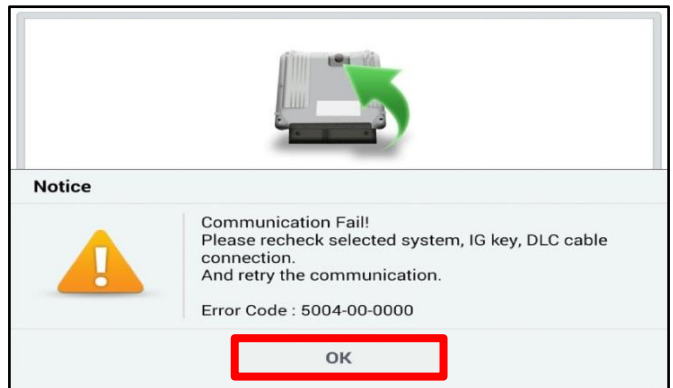 Notice
Communication Fail!
Please recheck selected system, IG key, DLC cable
connection.
And retry the communication.
Error Code : 5004-00-0000
OK